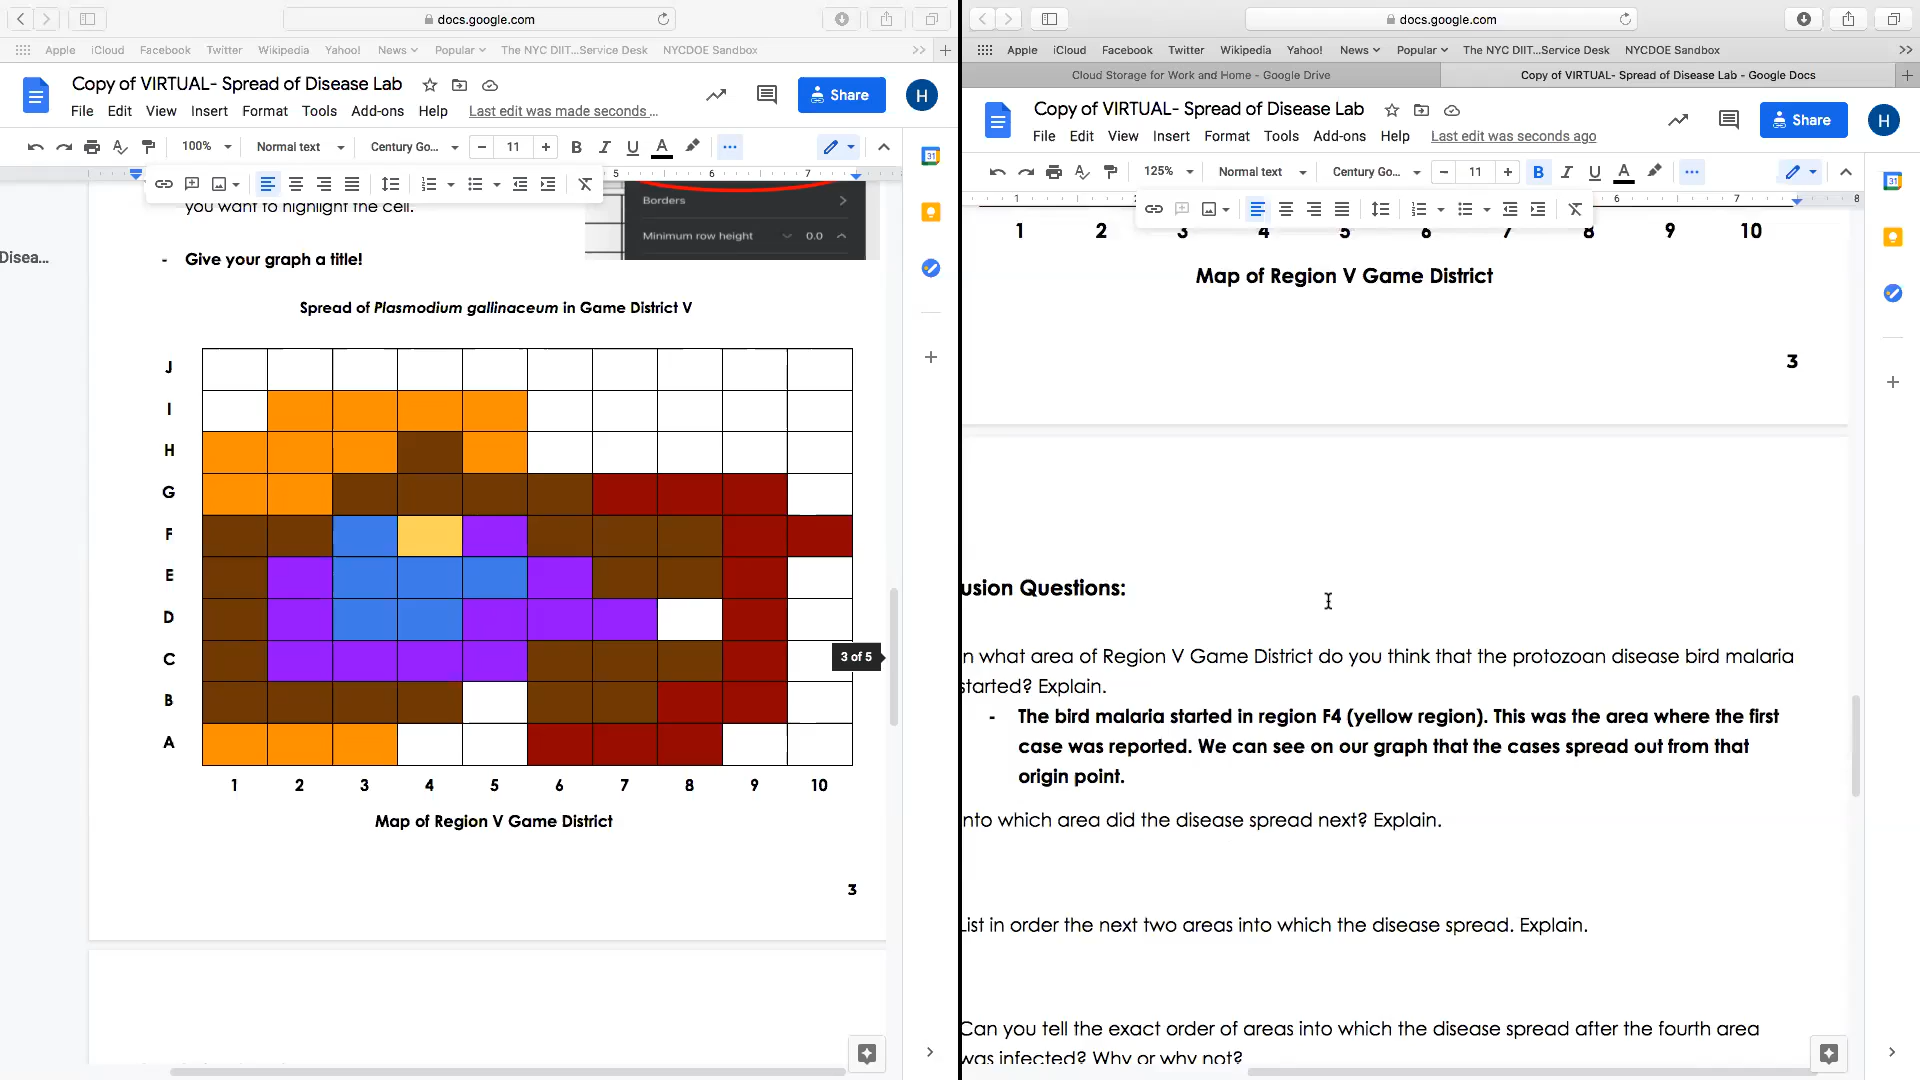 docs.google.com
Apple iCloud Facebook Twitter Wikipedia Yahoo! News Popular The NYC DIIT...Service Desk NYCDOE Sandbox
Copy of VIRTUAL- Spread of Disease Lab
Share
H
File Edit View Insert Format Tools Add-ons Help Last edit was made seconds ...
100% Normal text Century Go... 11 B I U A
5 6 7
you want to highlight the cell.
Borders
Minimum row height 0.0
Disea...
- Give your graph a title!
Spread of Plasmodium gallinaceum in Game District V
J
I
H
G
F
E
D
C
B
A
1 2 3 4 5 6 7 8 9 10
3 of 5
Map of Region V Game District
3
docs.google.com
Apple iCloud Facebook Twitter Wikipedia Yahoo! News Popular The NYC DIIT...Service Desk NYCDOE Sandbox
Cloud Storage for Work and Home - Google Drive
Copy of VIRTUAL- Spread of Disease Lab - Google Docs
Copy of VIRTUAL- Spread of Disease Lab
Share
H
File Edit View Insert Format Tools Add-ons Help Last edit was seconds ago
125% Normal text Century Go... 11 B I U A
1 6 7 8
1 2 3 4 5 6 7 8 9 10
Map of Region V Game District
3
usion Questions:
n what area of Region V Game District do you think that the protozoan disease bird malaria
started? Explain.
- The bird malaria started in region F4 (yellow region). This was the area where the first
case was reported. We can see on our graph that the cases spread out from that
origin point.
nto which area did the disease spread next? Explain.
List in order the next two areas into which the disease spread. Explain.
Can you tell the exact order of areas into which the disease spread after the fourth area
was infected? Why or why not?